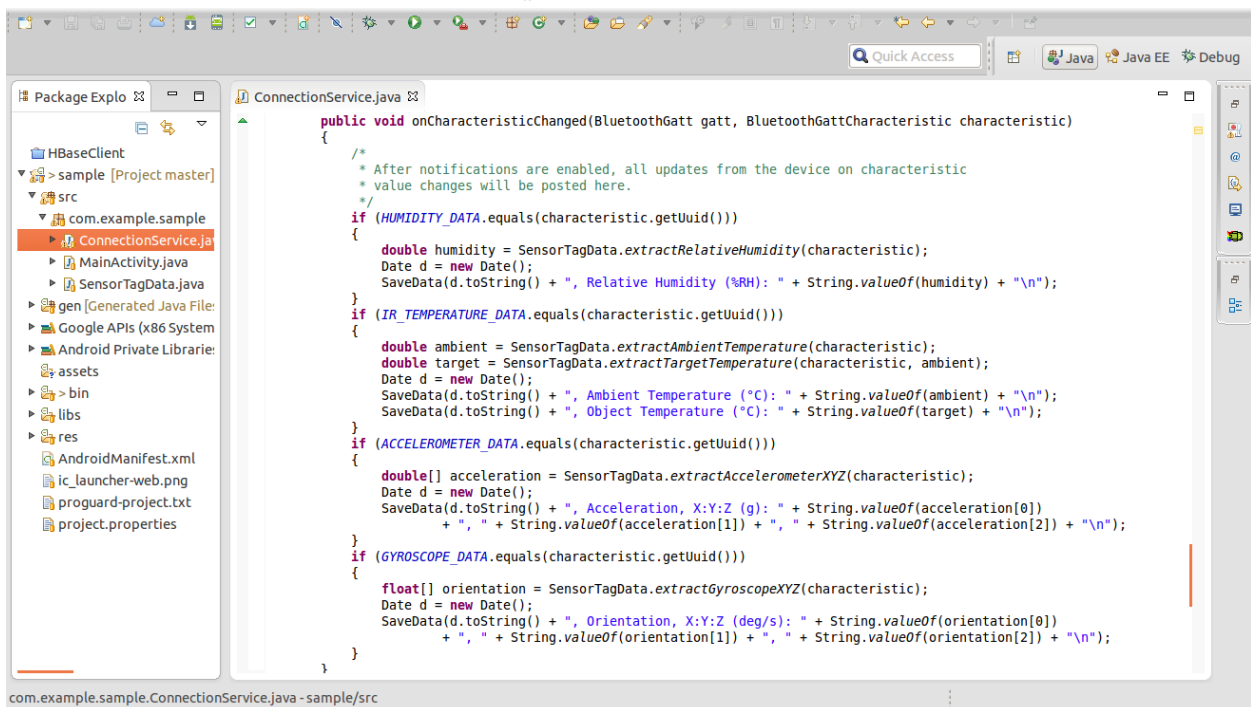 Quick Access
Java
Java EE
Debug
Package Explo
HBaseClient
> sample [Project master]
src
com.example.sample
ConnectionService.jav
MainActivity.java
SensorTagData.java
gen [Generated Java File:
Google APIs (x86 System
Android Private Libraries
assets
> bin
libs
res
AndroidManifest.xml
ic_launcher-web.png
proguard-project.txt
project.properties
ConnectionService.java
public void onCharacteristicChanged(BluetoothGatt gatt, BluetoothGattCharacteristic characteristic)
{
/*
* After notifications are enabled, all updates from the device on characteristic
* value changes will be posted here.
*/
if (HUMIDITY_DATA.equals(characteristic.getUuid()))
{
double humidity = SensorTagData.extractRelativeHumidity(characteristic);
Date d = new Date();
SaveData(d.toString() + ", Relative Humidity (%RH): " + String.valueOf(humidity) + "\n");
}
if (IR_TEMPERATURE_DATA.equals(characteristic.getUuid()))
{
double ambient = SensorTagData.extractAmbientTemperature(characteristic);
double target = SensorTagData.extractTargetTemperature(characteristic, ambient);
Date d = new Date();
SaveData(d.toString() + ", Ambient Temperature (°C): " + String.valueOf(ambient) + "\n");
SaveData(d.toString() + ", Object Temperature (°C): " + String.valueOf(target) + "\n");
}
if (ACCELEROMETER_DATA.equals(characteristic.getUuid()))
{
double[] acceleration = SensorTagData.extractAccelerometerXYZ(characteristic);
Date d = new Date();
SaveData(d.toString() + ", Acceleration, X:Y:Z (g): " + String.valueOf(acceleration[0])
+ ", " + String.valueOf(acceleration[1]) + ", " + String.valueOf(acceleration[2]) + "\n");
}
if (GYROSCOPE_DATA.equals(characteristic.getUuid()))
{
float[] orientation = SensorTagData.extractGyroscopeXYZ(characteristic);
Date d = new Date();
SaveData(d.toString() + ", Orientation, X:Y:Z (deg/s): " + String.valueOf(orientation[0])
+ ", " + String.valueOf(orientation[1]) + ", " + String.valueOf(orientation[2]) + "\n");
}
}
com.example.sample.ConnectionService.java - sample/src